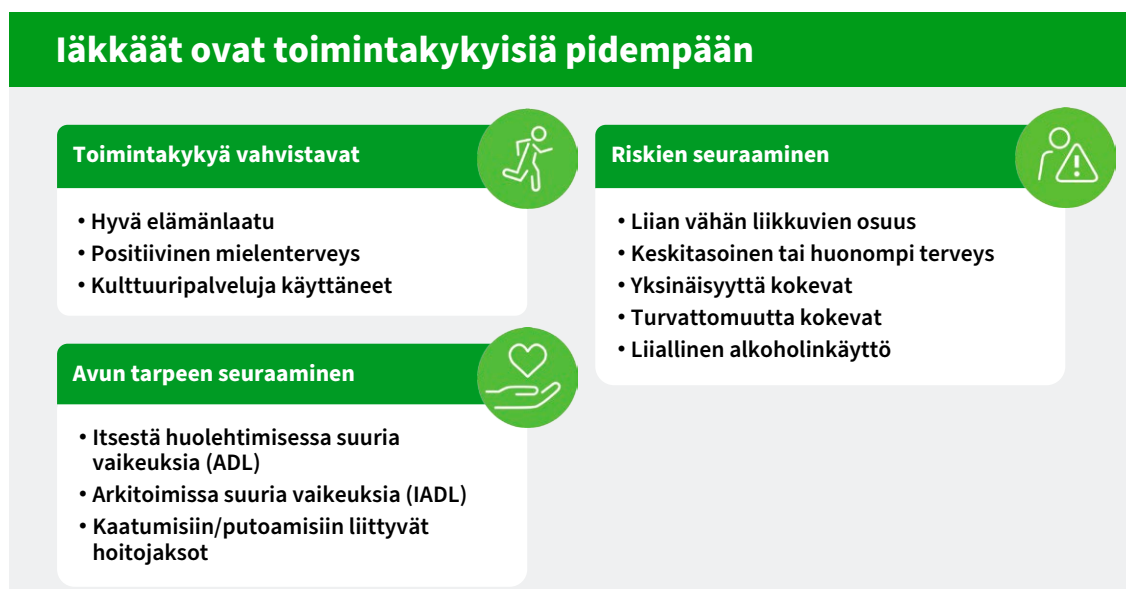 Iäkkäät ovat toimintakykyisiä pidempään
Toimintakykyä vahvistavat
• Hyvä elämänlaatu
• Positiivinen mielenterveys
• Kulttuuripalveluja käyttäneet
Avun tarpeen seuraaminen
• Itsestä huolehtimisessa suuria
vaikeuksia (ADL)
• Arkitoimissa suuria vaikeuksia (IADL)
• Kaatumisiin/putoamisiin liittyvät
hoitojaksot
Riskien seuraaminen
• Liian vähän liikkuvien osuus
• Keskitasoinen tai huonompi terveys
• Yksinäisyyttä kokevat
• Turvattomuutta kokevat
• Liiallinen alkoholinkäyttö